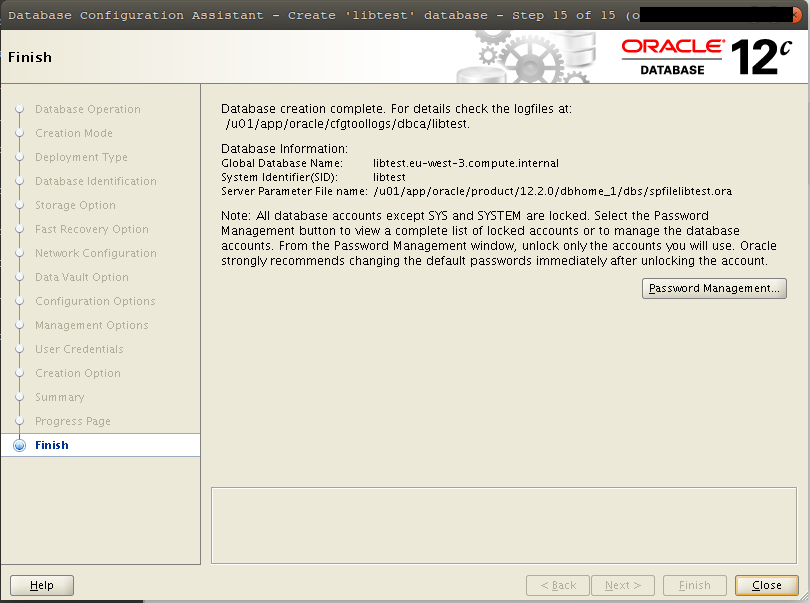 Database Configuration Assistant - Create 'libtest' database - Step 15 of 15 (o
Finish
ORACLE
DATABASE
12c
Database Operation
Creation Mode
Deployment Type
Database Identification
Storage Option
Fast Recovery Option
Network Configuration
Data Vault Option
Configuration Options
Management Options
User Credentials
Creation Option
Summary
Progress Page
Finish
Database creation complete. For details check the logfiles at:
/u01/app/oracle/cfgtoollogs/dbca/libtest.
Database Information:
Global Database Name: libtest.eu-west-3.compute.internal
System Identifier(SID): libtest
Server Parameter File name: /u01/app/oracle/product/12.2.0/dbhome_1/dbs/spfilelibtest.ora
Note: All database accounts except SYS and SYSTEM are locked. Select the Password
Management button to view a complete list of locked accounts or to manage the database
accounts. From the Password Management window, unlock only the accounts you will use. Oracle
strongly recommends changing the default passwords immediately after unlocking the account.
Password Management...
Help
< Back
Next >
Finish
Close